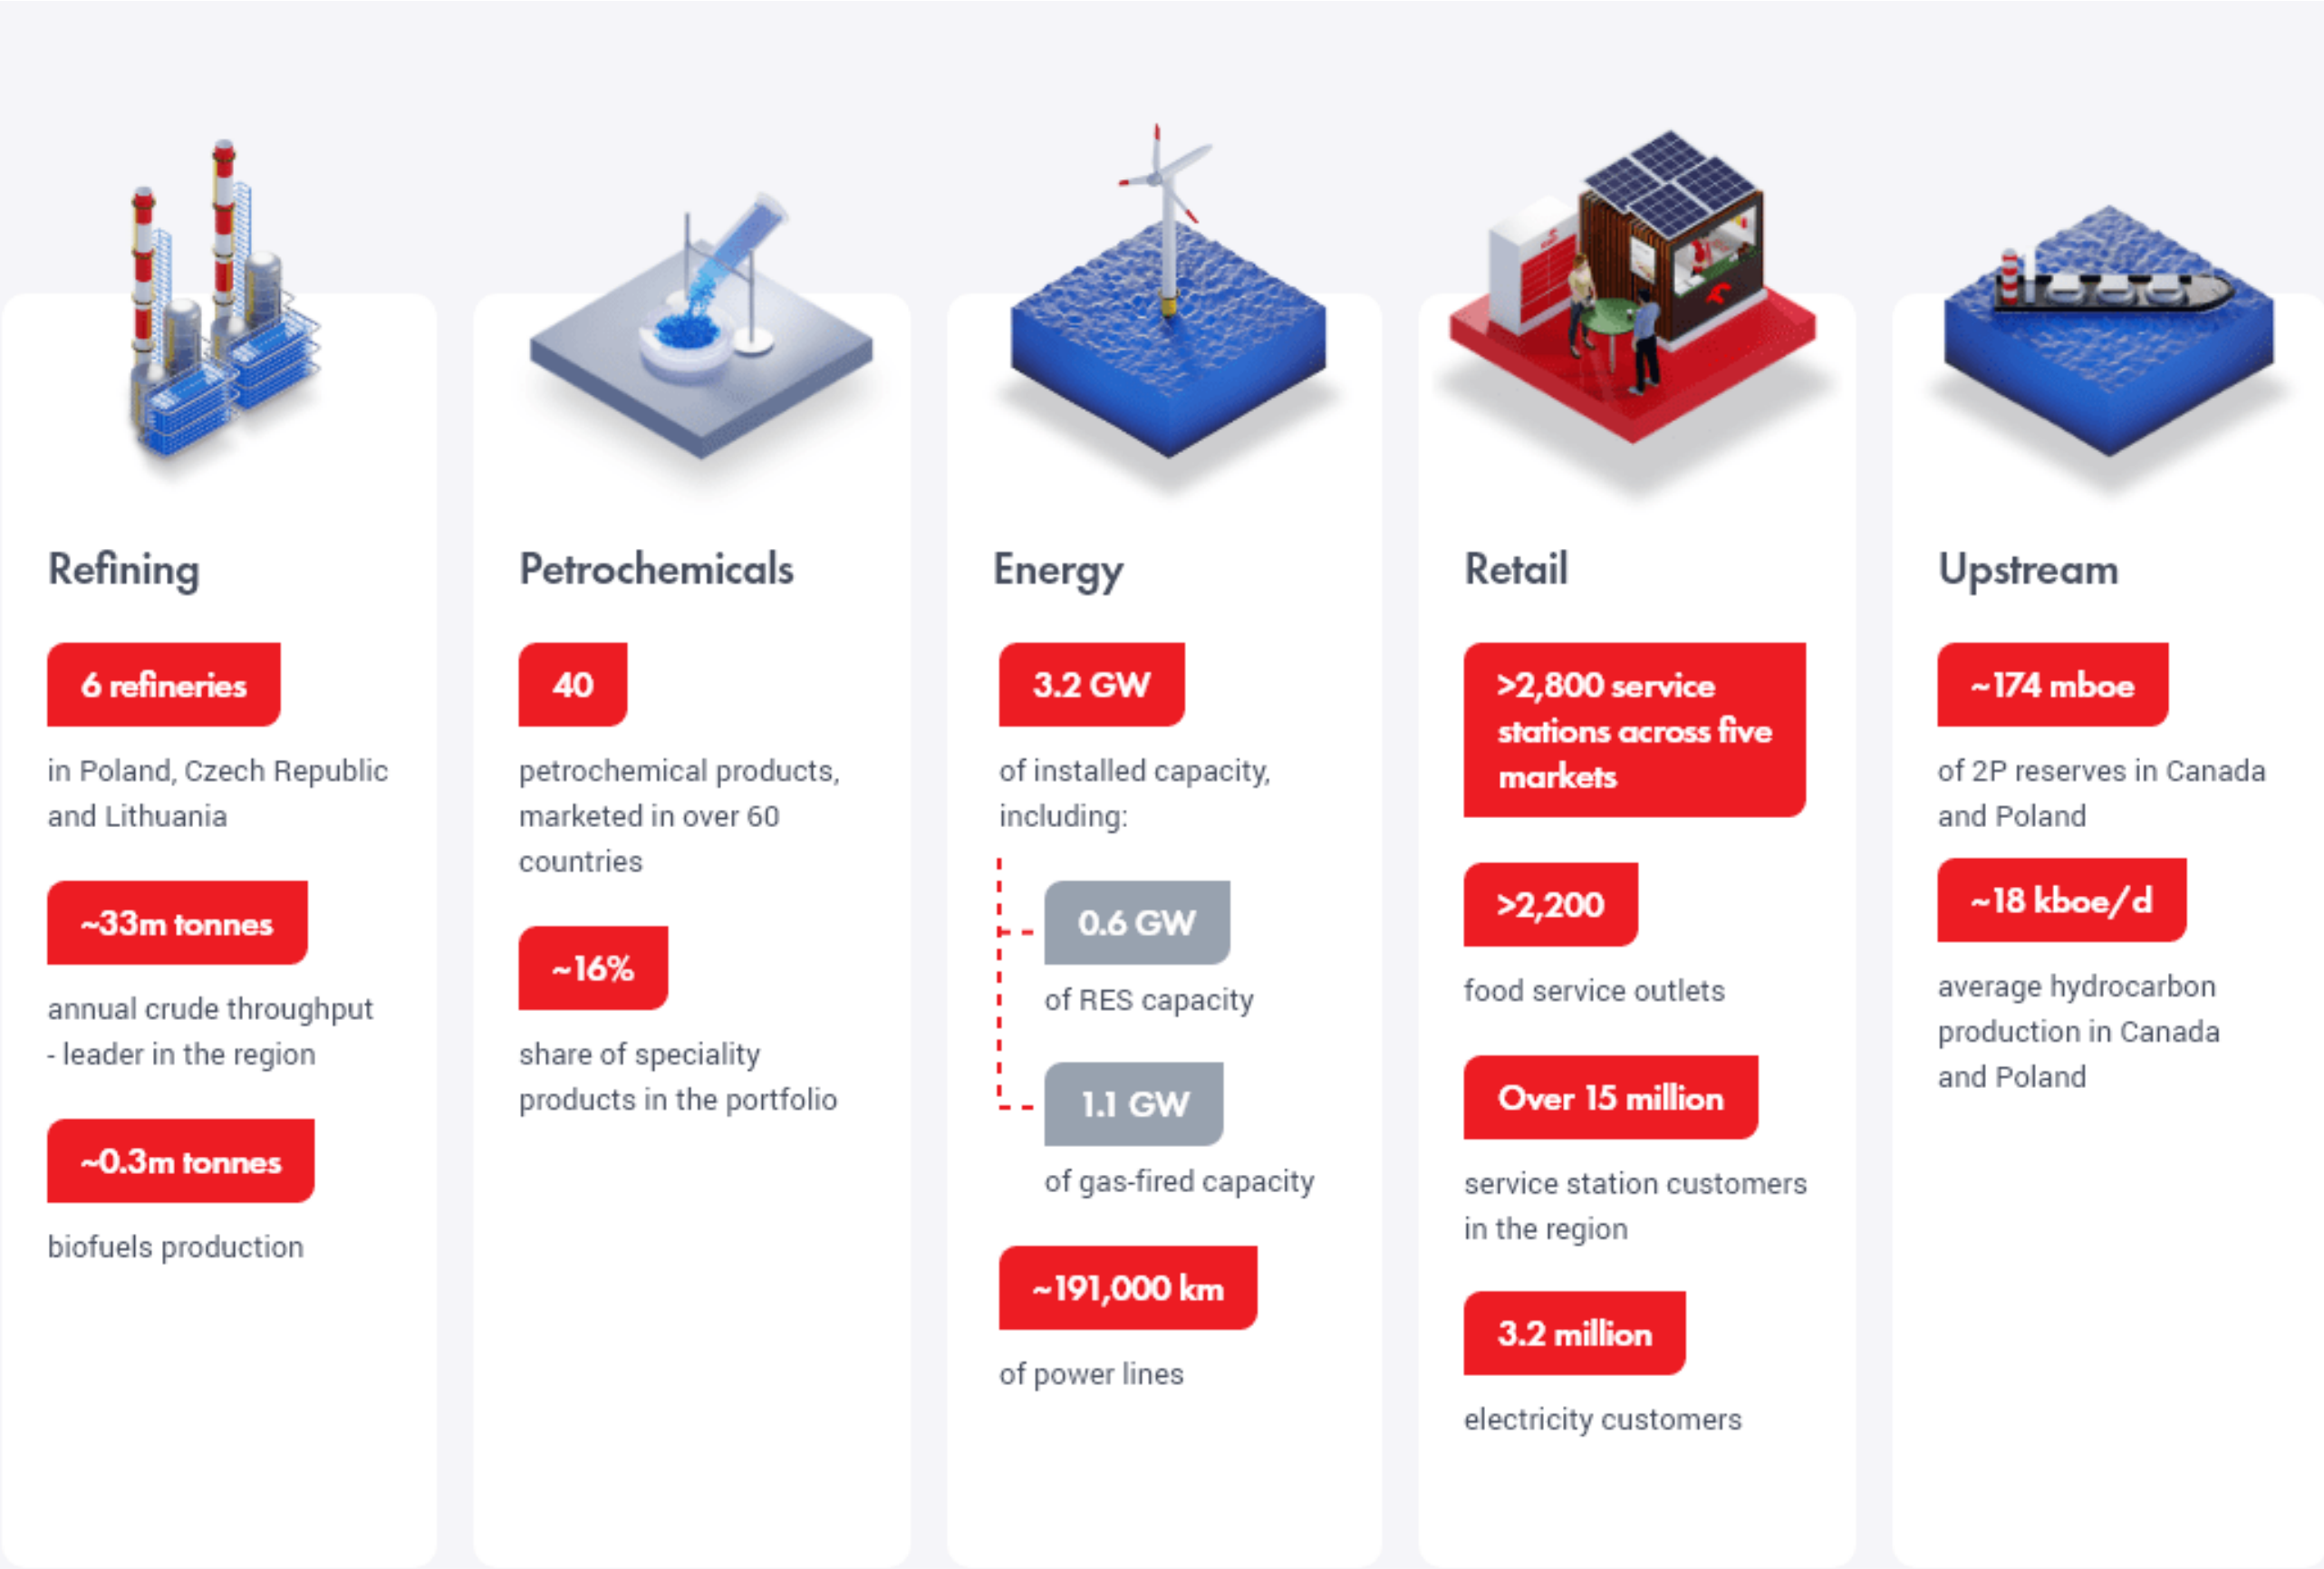 Refining
6 refineries
in Poland, Czech Republic
and Lithuania
~33m tonnes
annual crude throughput
- leader in the region
~0.3m tonnes
biofuels production
Petrochemicals
40
petrochemical products,
marketed in over 60
countries
~16%
share of speciality
products in the portfolio
Energy
3.2 GW
of installed capacity,
including:
0.6 GW
of RES capacity
1.1 GW
of gas-fired capacity
~191,000 km
of power lines
Retail
>2,800 service
stations across five
markets
>2,200
food service outlets
Over 15 million
service station customers
in the region
3.2 million
electricity customers
Upstream
~174 mboe
of 2P reserves in Canada
and Poland
~18 kboe/d
average hydrocarbon
production in Canada
and Poland